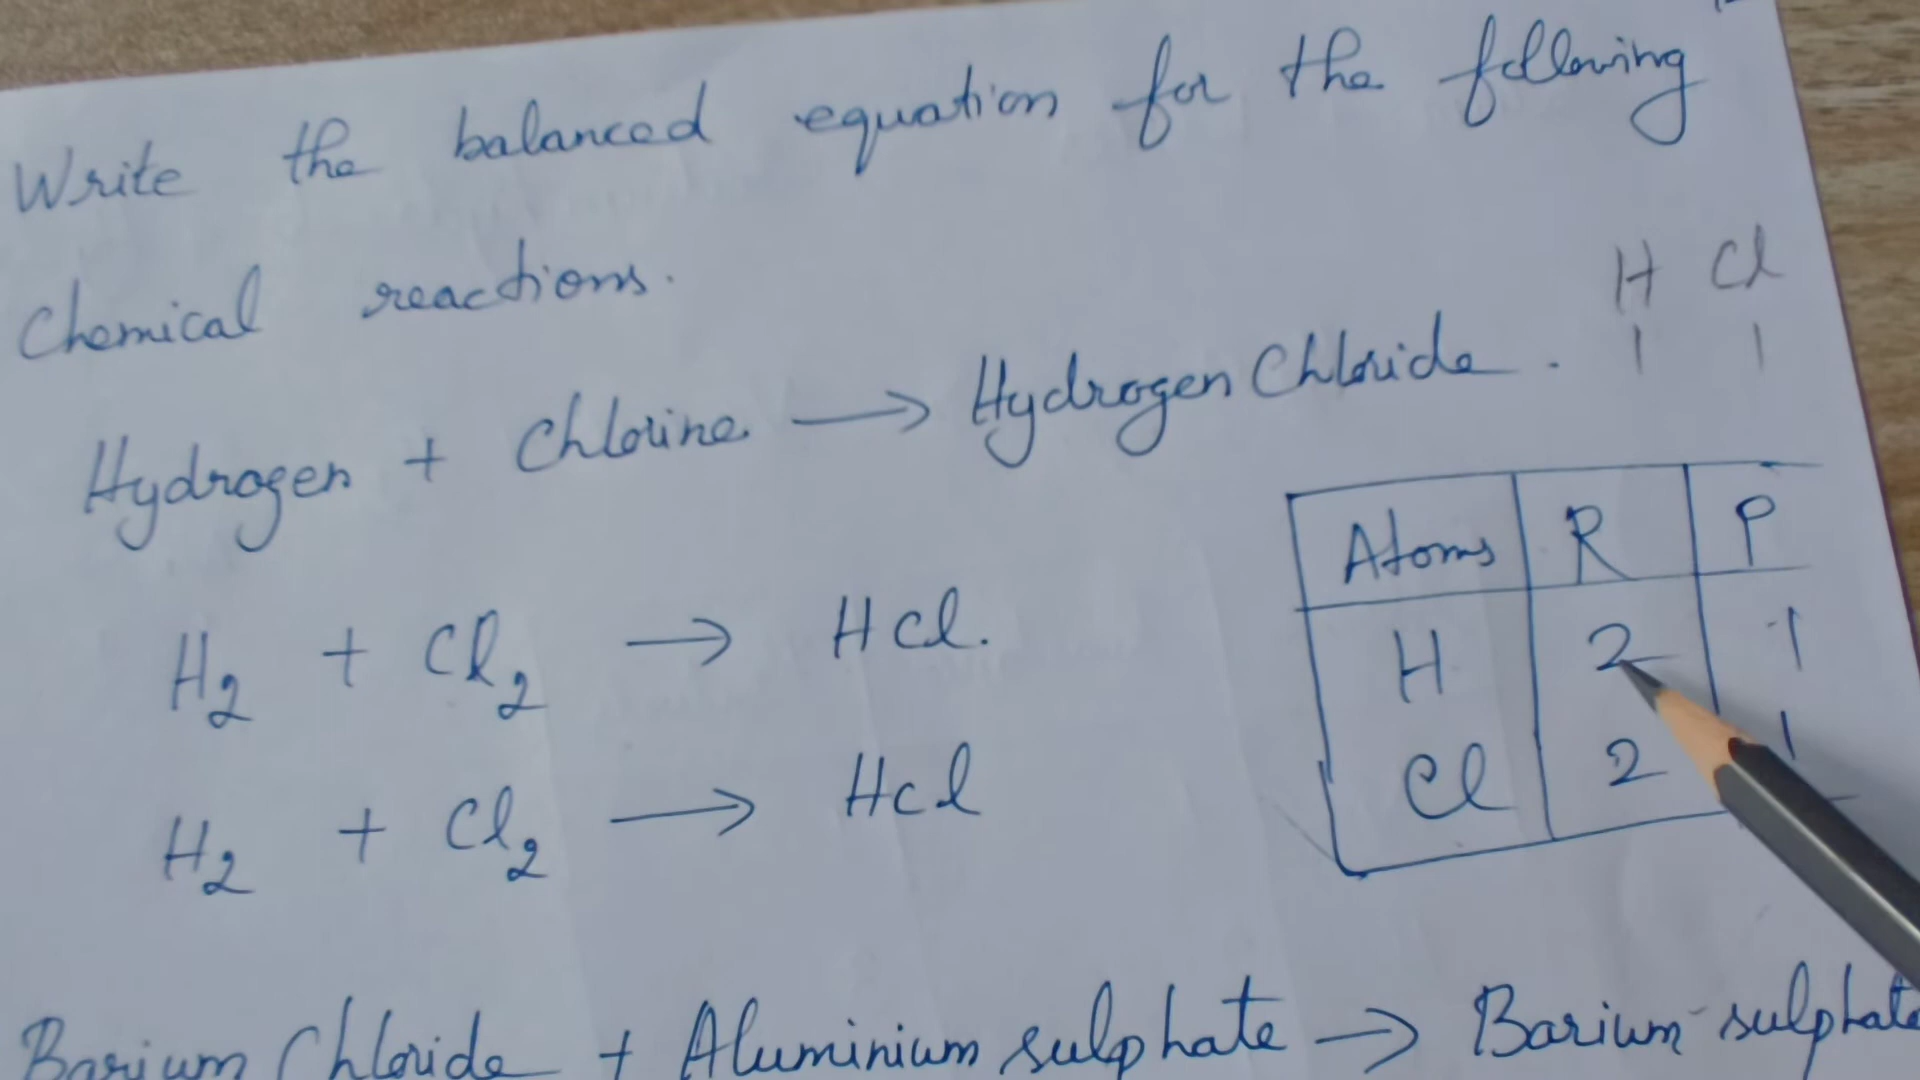 Write the balanced equation for the following
Chemical reactions.
H Cl
1 1
Hydrogen + Chlorine → Hydrogen Chloride.
H2 + Cl2 → HCl.
H2 + Cl2 → Hcl
Atoms R P
H 2 1
Cl 2 1
Barium Chloride + Aluminium sulphate → Barium sulphate